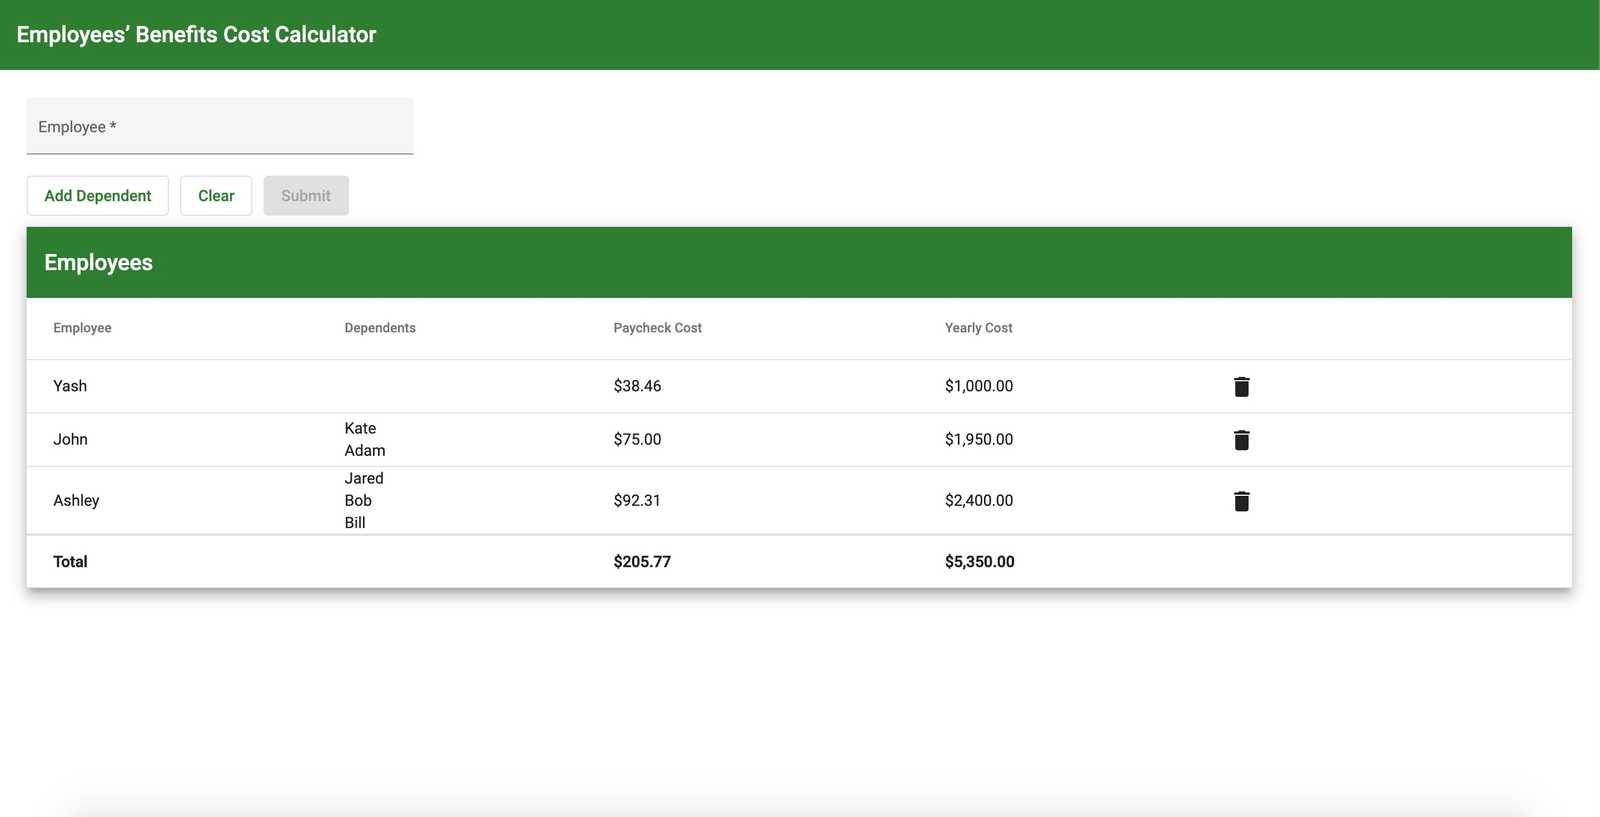 Employees’ Benefits Cost Calculator
Employee *
Add Dependent Clear Submit
Employees
Employee Dependents Paycheck Cost Yearly Cost
Yash $38.46 $1,000.00
John Kate $75.00 $1,950.00
Adam
Ashley Jared $92.31 $2,400.00
Bob
Bill
Total $205.77 $5,350.00